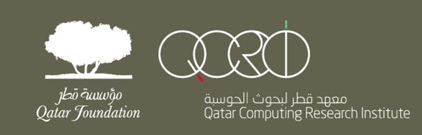 مؤسسة قطر
Qatar Foundation
QCRI
معهد قطر لبحوث الحوسبة
Qatar Computing Research Institute